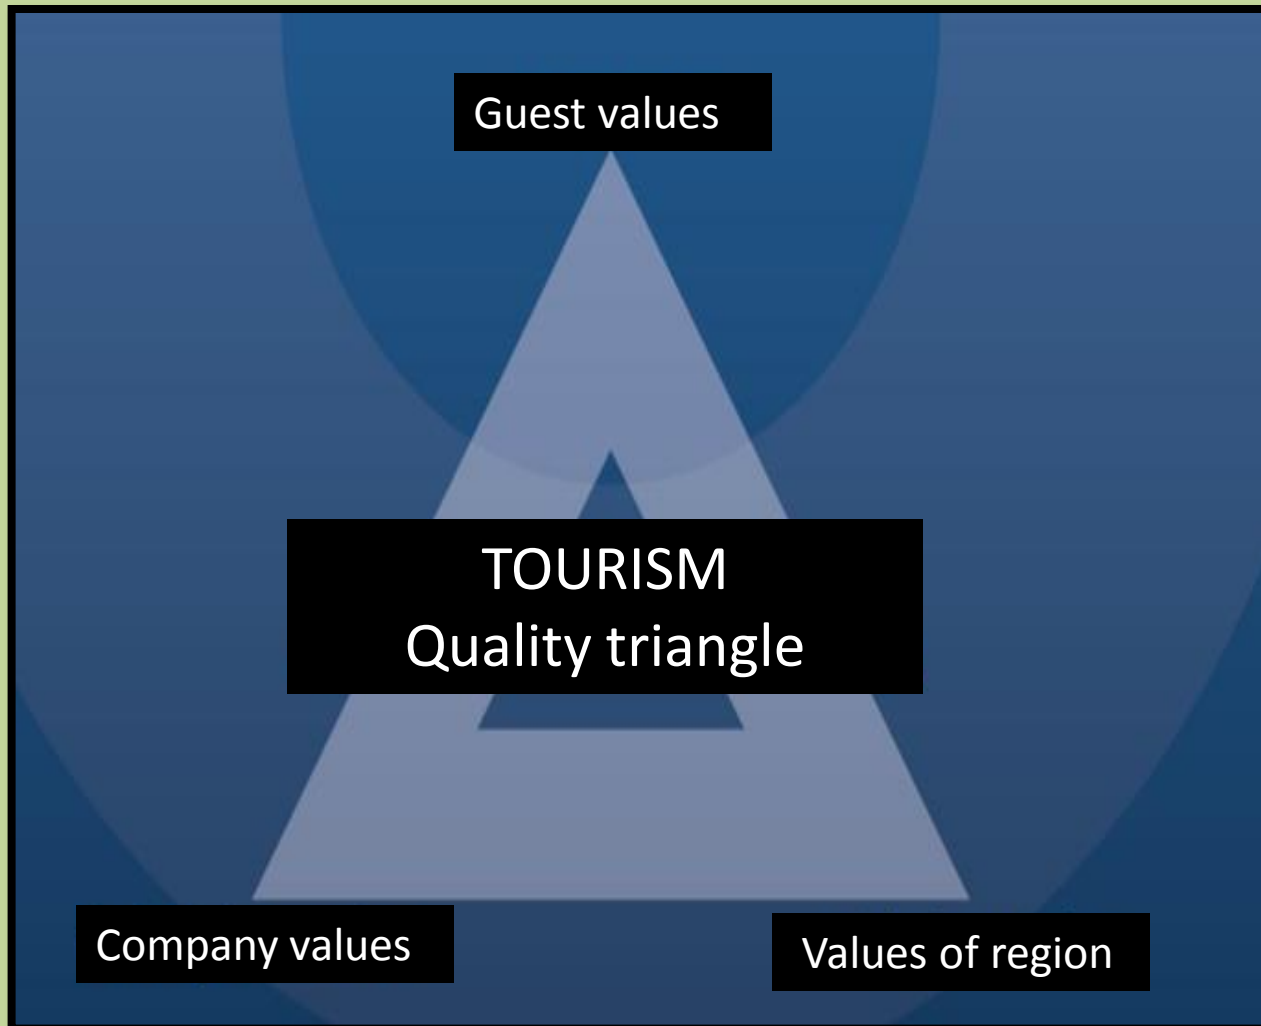 Guest values
TOURISM
Quality triangle
Company values
Values of region